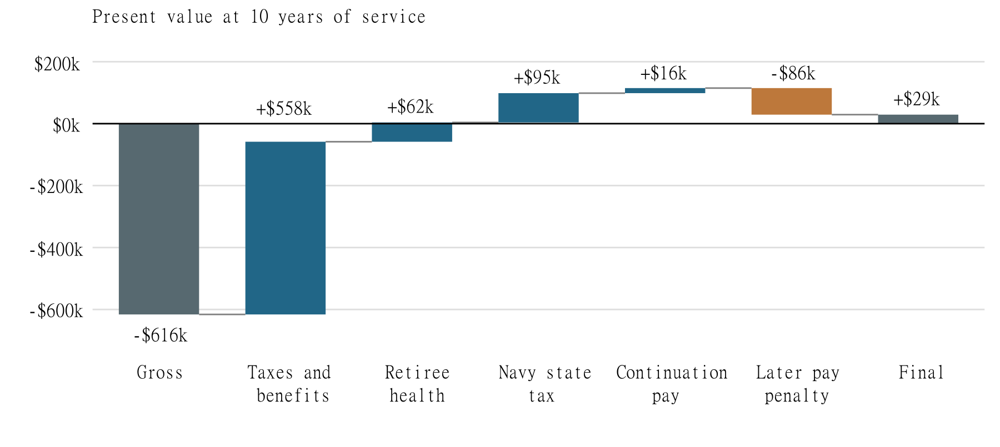 Present value at 10 years of service
$200k
$0k
-$200k
-$400k
-$600k
-$616k
+$558k
+$62k
+$95k
+$16k
-$86k
+$29k
Gross
Taxes and
benefits
Retiree
health
Navy state
tax
Continuation
pay
Later pay
penalty
Final